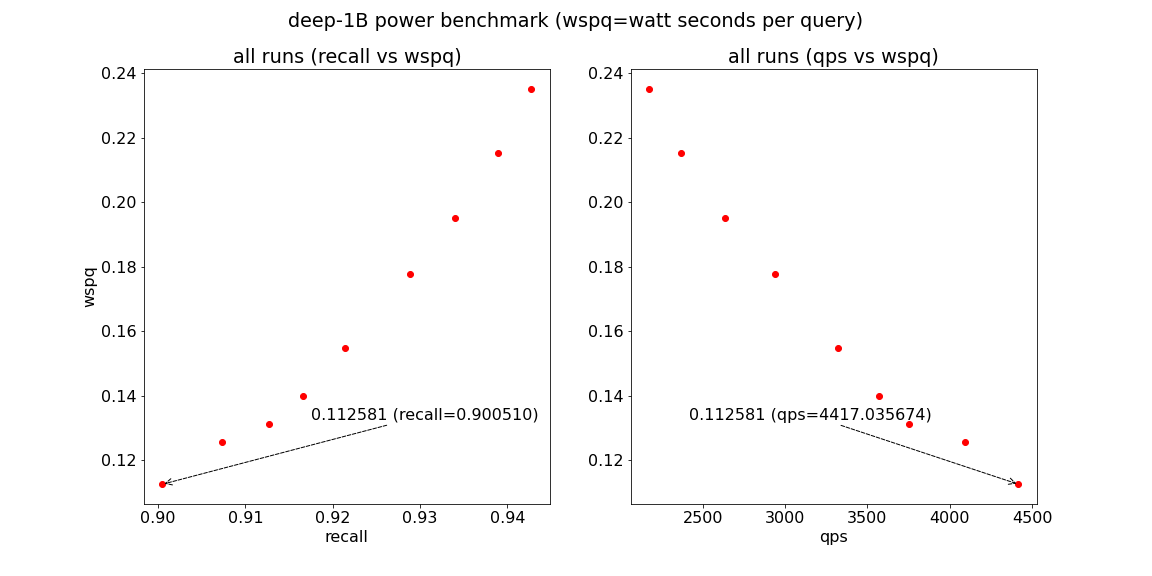 deep-1B power benchmark (wspq=watt seconds per query)
all runs (recall vs wspq)
0.24
0.22
0.20
0.18
0.16
0.14
0.12
wspq
0.112581 (recall=0.900510)
0.90 0.91 0.92 0.93 0.94
recall
all runs (qps vs wspq)
0.24
0.22
0.20
0.18
0.16
0.14
0.12
0.112581 (qps=4417.035674)
2500 3000 3500 4000 4500
qps